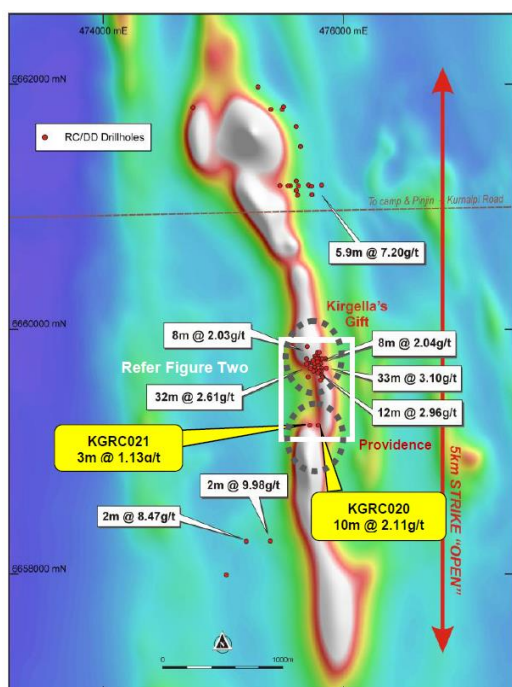 474000 mE
476000 mE
6662000 mN
RC/DD Drillholes
To camp & Pinjin - Kurnalpi Road
5.9m @ 7.20g/t
6660000 mN
Kirgella's
Gift
8m @ 2.03g/t
8m @ 2.04g/t
Refer Figure Two
33m @ 3.10g/t
32m @ 2.61g/t
12m @ 2.96g/t
KGRC021
3m @ 1.13g/t
Providence
2m @ 9.98g/t
KGRC020
10m @ 2.11g/t
2m @ 8.47g/t
5km STRIKE "OPEN"
6658000 mN
0
1000m